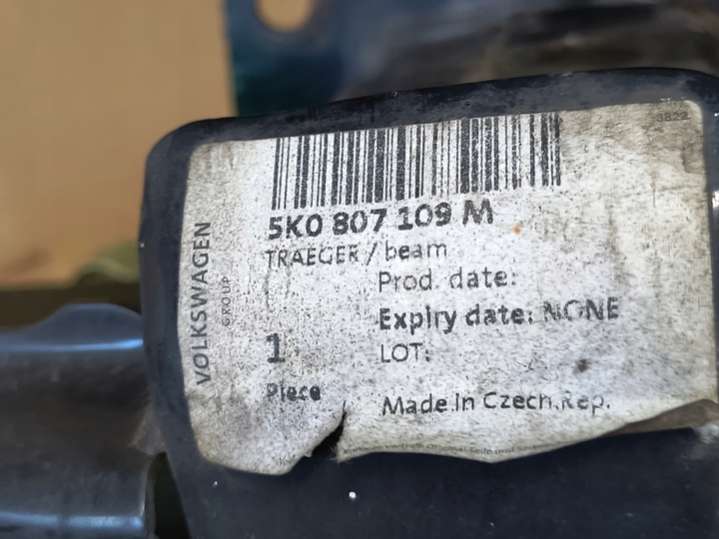 3822
5K0 807 109 M
TRAEGER / beam
Prod. date:
Expiry date: NONE
1
LOT:
Piece
Made.In Czech.Rep.
VOLKSWAGEN
GROUP